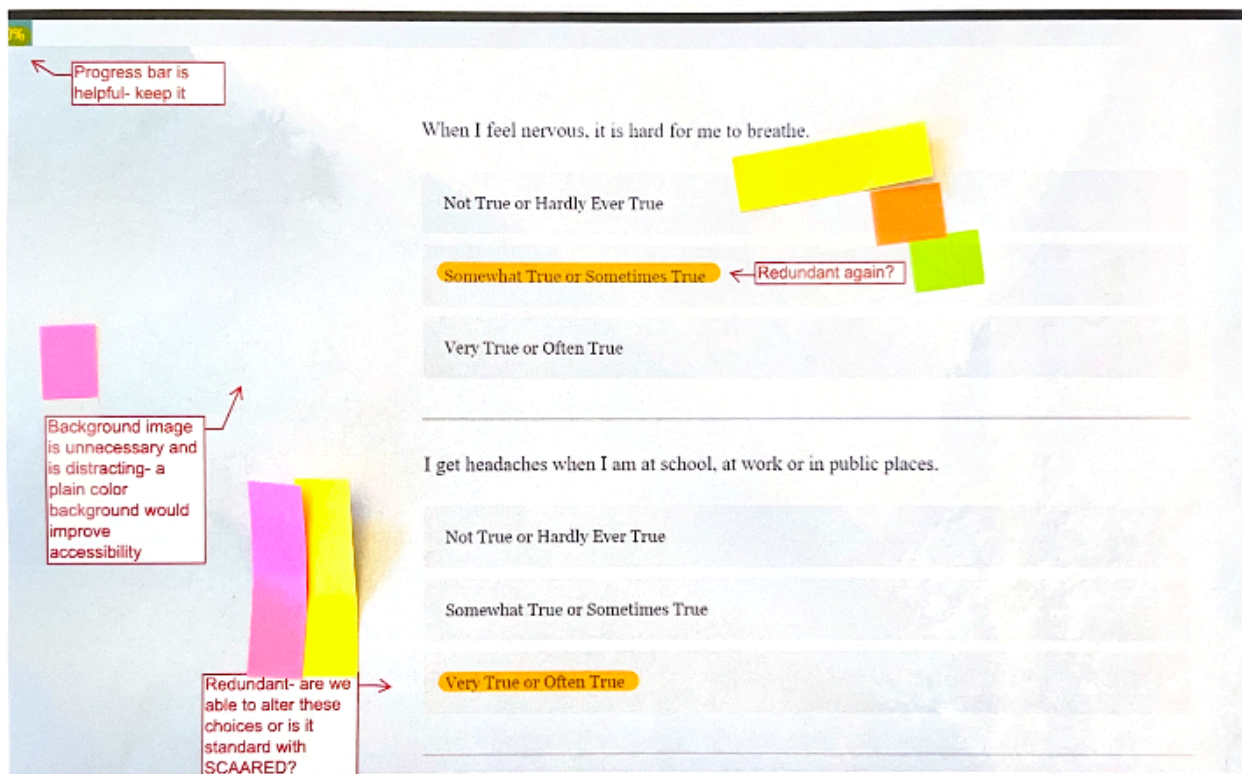 Progress bar is
helpful- keep it
When I feel nervous, it is hard for me to breathe.
Not True or Hardly Ever True
Somewhat True or Sometimes True
Redundant again?
Very True or Often True
Background image
is unnecessary and
is distracting- a
plain color
background would
improve
accessibility
I get headaches when I am at school, at work or in public places.
Not True or Hardly Ever True
Somewhat True or Sometimes True
Very True or Often True
Redundant- are we
able to alter these
choices or is it
standard with
SCAARED?